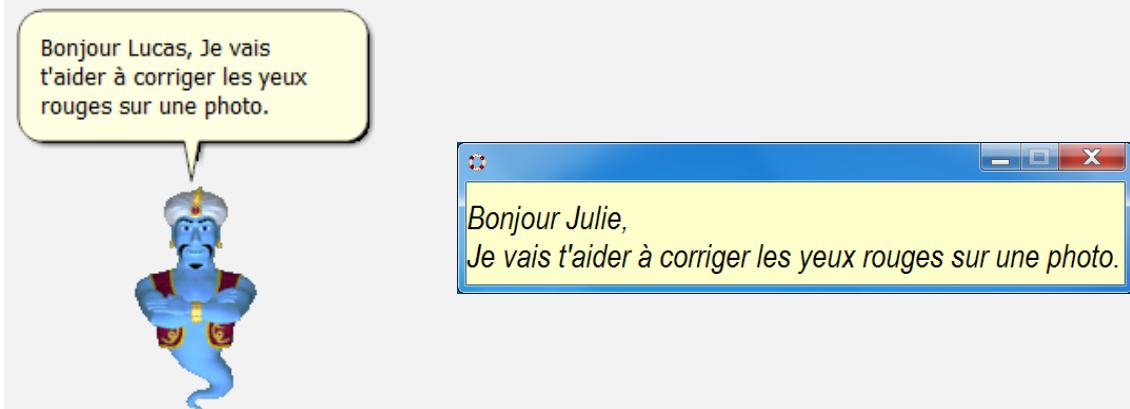 Bonjour Lucas, Je vais
t'aider à corriger les yeux
rouges sur une photo.
Bonjour Julie,
Je vais t'aider à corriger les yeux rouges sur une photo.